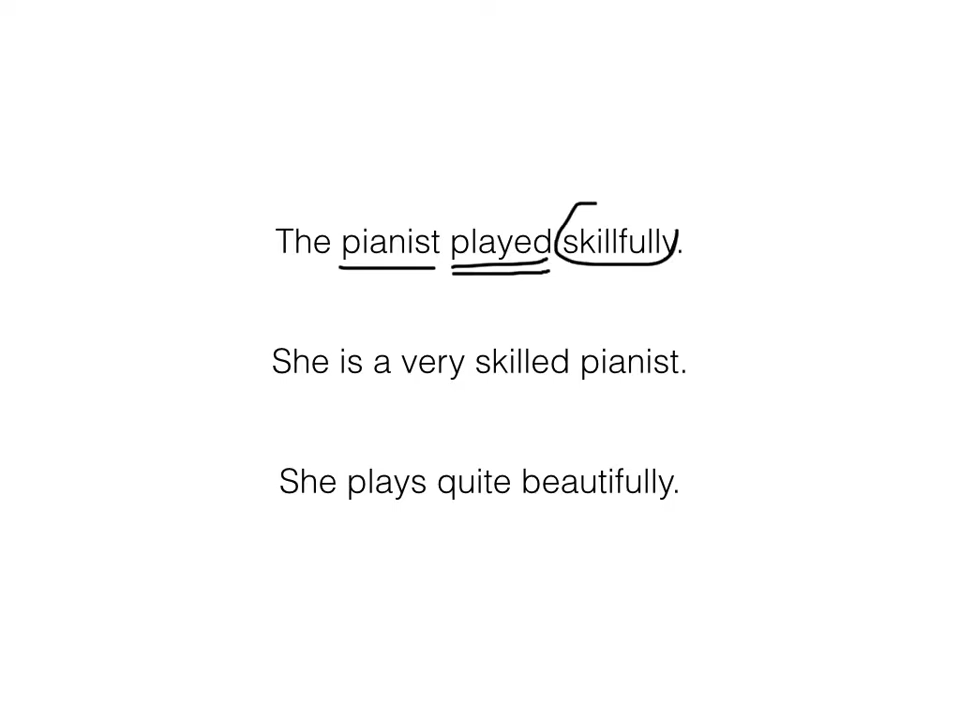 The pianist played skillfully.
She is a very skilled pianist.
She plays quite beautifully.